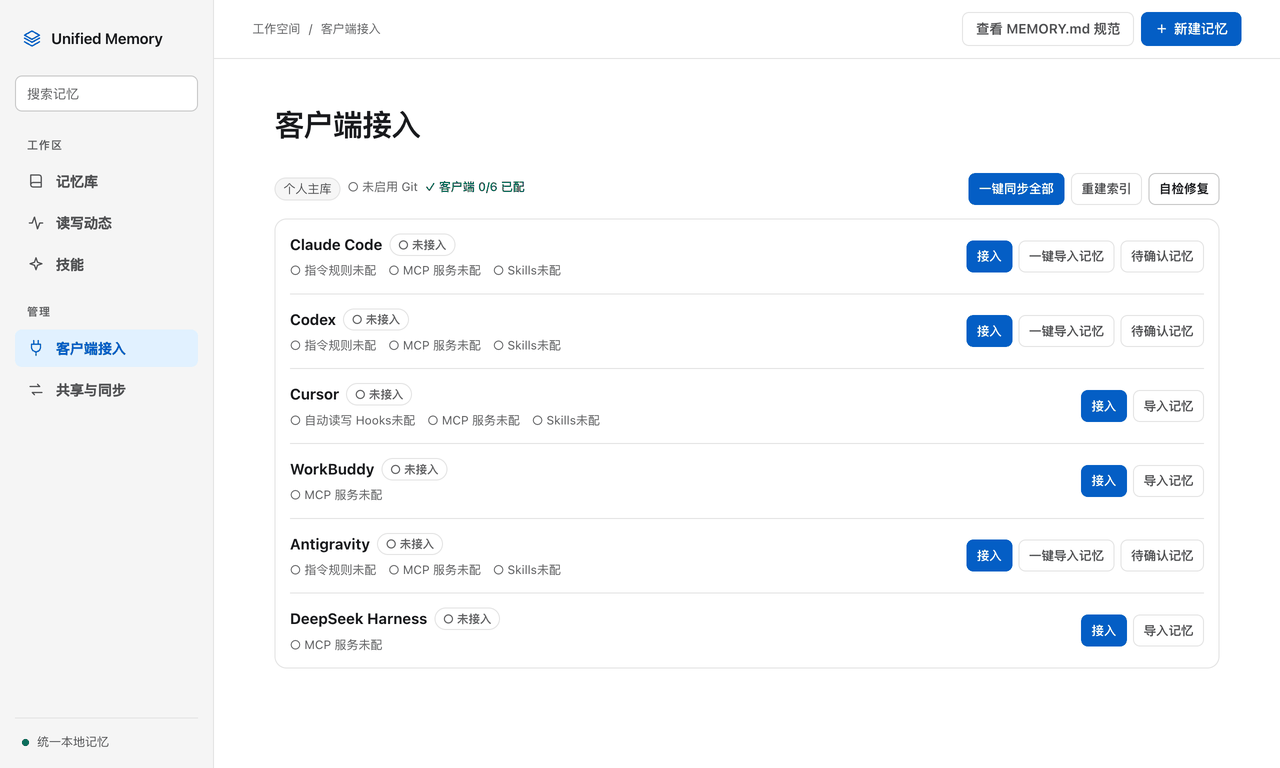 Unified Memory
搜索记忆
工作区
记忆库
读写动态
技能
管理
客户端接入
共享与同步
统一本地记忆
工作空间 / 客户端接入
查看 MEMORY.md 规范
+ 新建记忆
客户端接入
个人主库 未启用 Git ✓ 客户端 0/6 已配
一键同步全部 重建索引 自检修复
Claude Code 未接入
指令规则未配 MCP 服务未配 Skills未配
接入 一键导入记忆 待确认记忆
Codex 未接入
指令规则未配 MCP 服务未配 Skills未配
接入 一键导入记忆 待确认记忆
Cursor 未接入
自动读写 Hooks未配 MCP 服务未配 Skills未配
接入 导入记忆
WorkBuddy 未接入
MCP 服务未配
接入 导入记忆
Antigravity 未接入
指令规则未配 MCP 服务未配 Skills未配
接入 一键导入记忆 待确认记忆
DeepSeek Harness 未接入
MCP 服务未配
接入 导入记忆